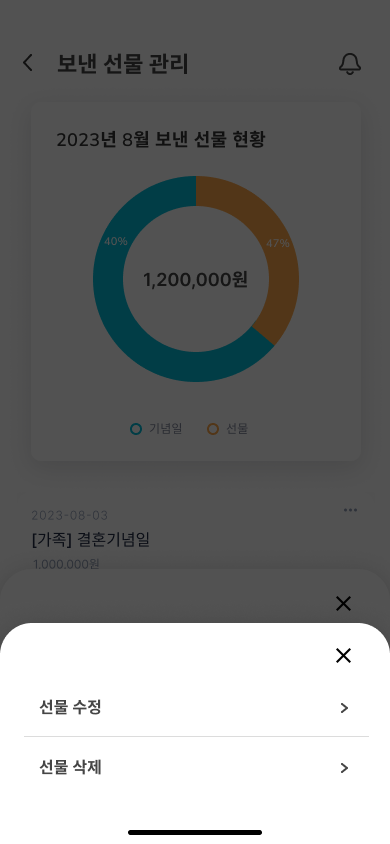 보낸 선물 관리
2023년 8월 보낸 선물 현황
40%
47%
1,200,000원
기념일
선물
2023-08-03
[가족] 결혼기념일
1,000,000원
선물 수정
선물 삭제